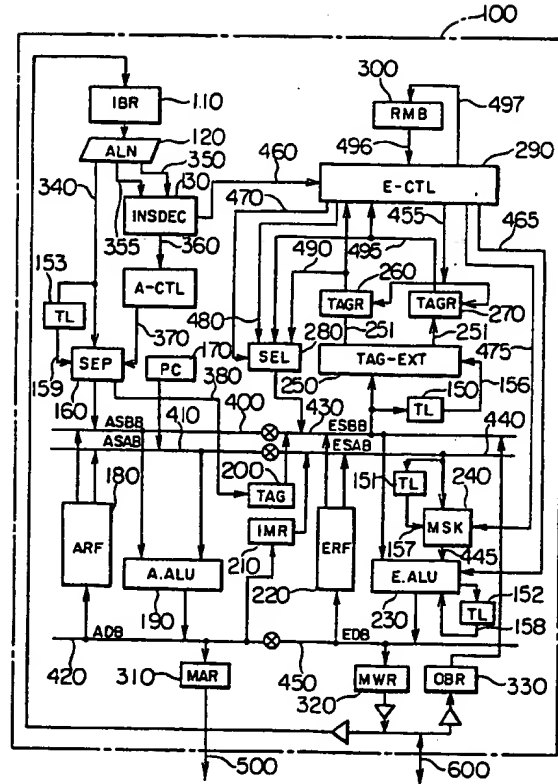 100
300
IBR
110
RMB
497
120
496
290
ALN
350
460
340
130
E-CTL
INSDEC
470
455
465
355
360
495
490
260
153
A-CTL
TAGR
TAGR
270
TL
480
280
251
251
370
170
475
SEP
PC
SEL
TAG-EXT
159
380
250
150
156
160
410
400
430
TL
ASBB
ESBB
440
ASAB
ESAB
200
151
TL
240
180
TAG
210
MSK
IMR
157
445
ARF
ERF
A.ALU
E.ALU
152
190
220
230
TL
158
ADB
EDB
420
310
MAR
450
MWR
OBR
330
320
500
600